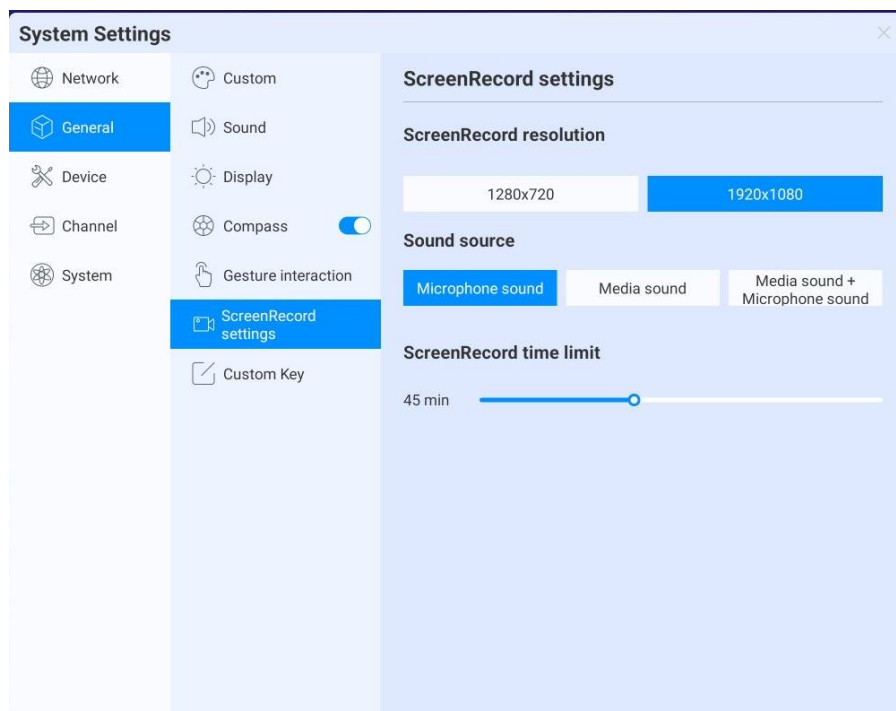 System Settings
Network
General
Device
Channel
System
Custom
Sound
Display
Compass
Gesture interaction
ScreenRecord
settings
Custom Key
ScreenRecord settings
ScreenRecord resolution
1280x720
1920x1080
Sound source
Microphone sound
Media sound
Media sound +
Microphone sound
ScreenRecord time limit
45 min